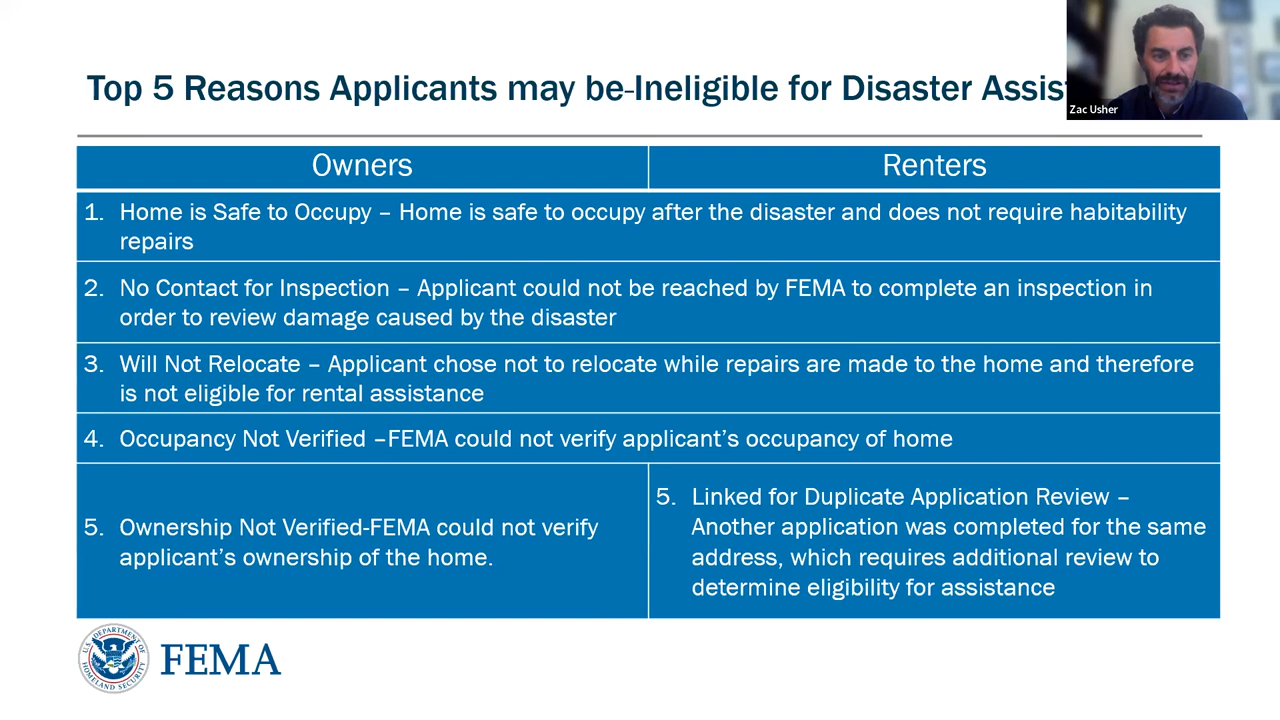 Top 5 Reasons Applicants may be-Ineligible for Disaster
Zac Usher
Owners
Renters
1. Home is Safe to Occupy – Home is safe to occupy after the disaster and does not require habitability
repairs
2. No Contact for Inspection – Applicant could not be reached by FEMA to complete an inspection in
order to review damage caused by the disaster
3. Will Not Relocate – Applicant chose not to relocate while repairs are made to the home and therefore
is not eligible for rental assistance
4. Occupancy Not Verified –FEMA could not verify applicant's occupancy of home
5. Ownership Not Verified-FEMA could not verify
applicant's ownership of the home.
5. Linked for Duplicate Application Review –
Another application was completed for the same
address, which requires additional review to
determine eligibility for assistance
U.S. DEPARTMENT OF
HOMELAND SECURITY
FEMA